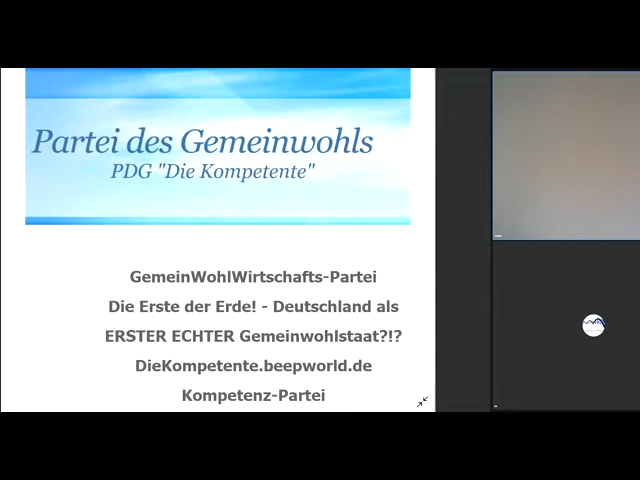 Partei des Gemeinwohls
PDG "Die Kompetente"
GemeinWohlWirtschafts-Partei
Die Erste der Erde! - Deutschland als
ERSTER ECHTER Gemeinwohlstaat?!?
DieKompetente.beepworld.de
Kompetenz-Partei